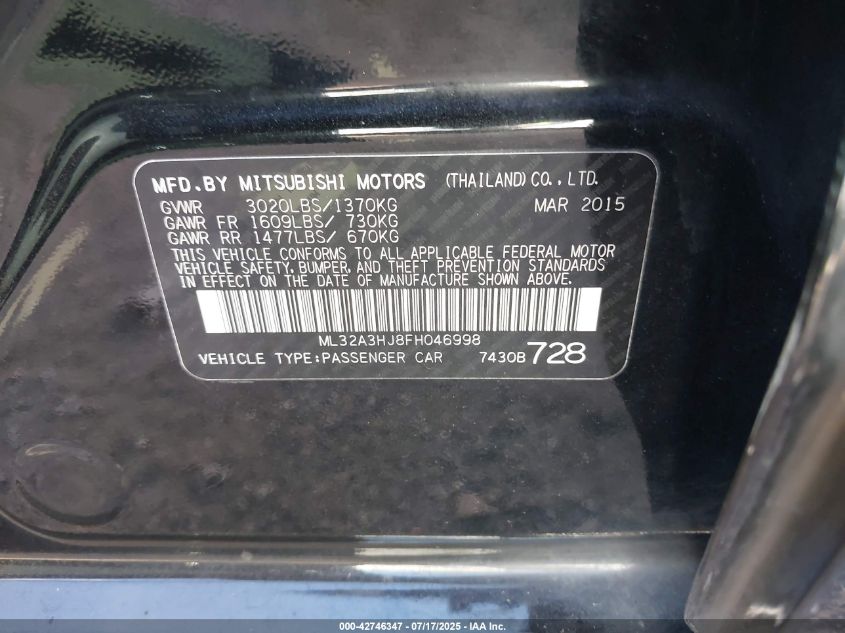 MFD.BY MITSUBISHI MOTORS (THAILAND)CO.,LTD.
GVWR 3020LBS/1370KG MAR 2015
GAWR FR 1609LBS/ 730KG
GAWR RR 1477LBS/ 670KG
THIS VEHICLE CONFORMS TO ALL APPLICABLE FEDERAL MOTOR
VEHICLE SAFETY, BUMPER, AND THEFT PREVENTION STANDARDS
IN EFFECT ON THE DATE OF MANUFACTURE SHOWN ABOVE.
ML32A3HJ8FH046998
VEHICLE TYPE:PASSENGER CAR 7430B 728
000-42746347 - 07/17/2025 - IAA Inc.